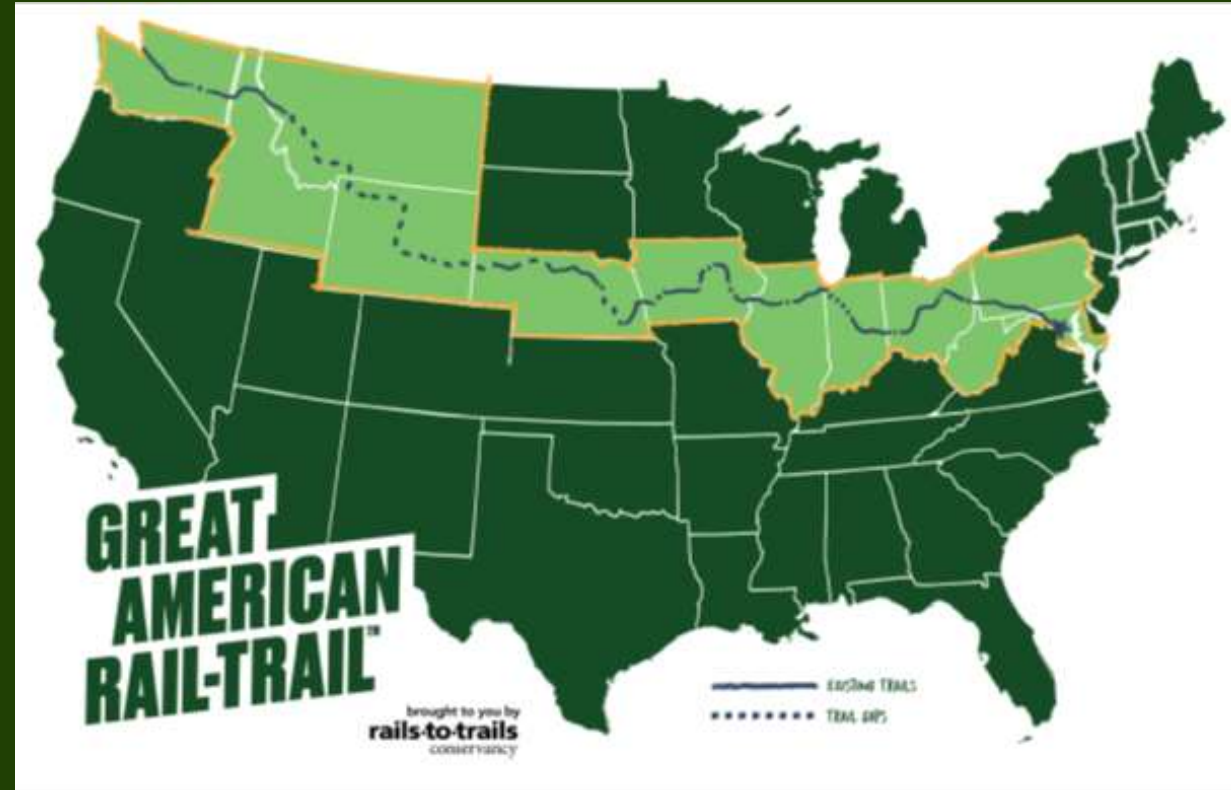 GREAT
AMERICAN
RAIL-TRAIL™
brought to you by
rails-to-trails
conservancy
EXISTING TRAILS
TRAIL GAPS